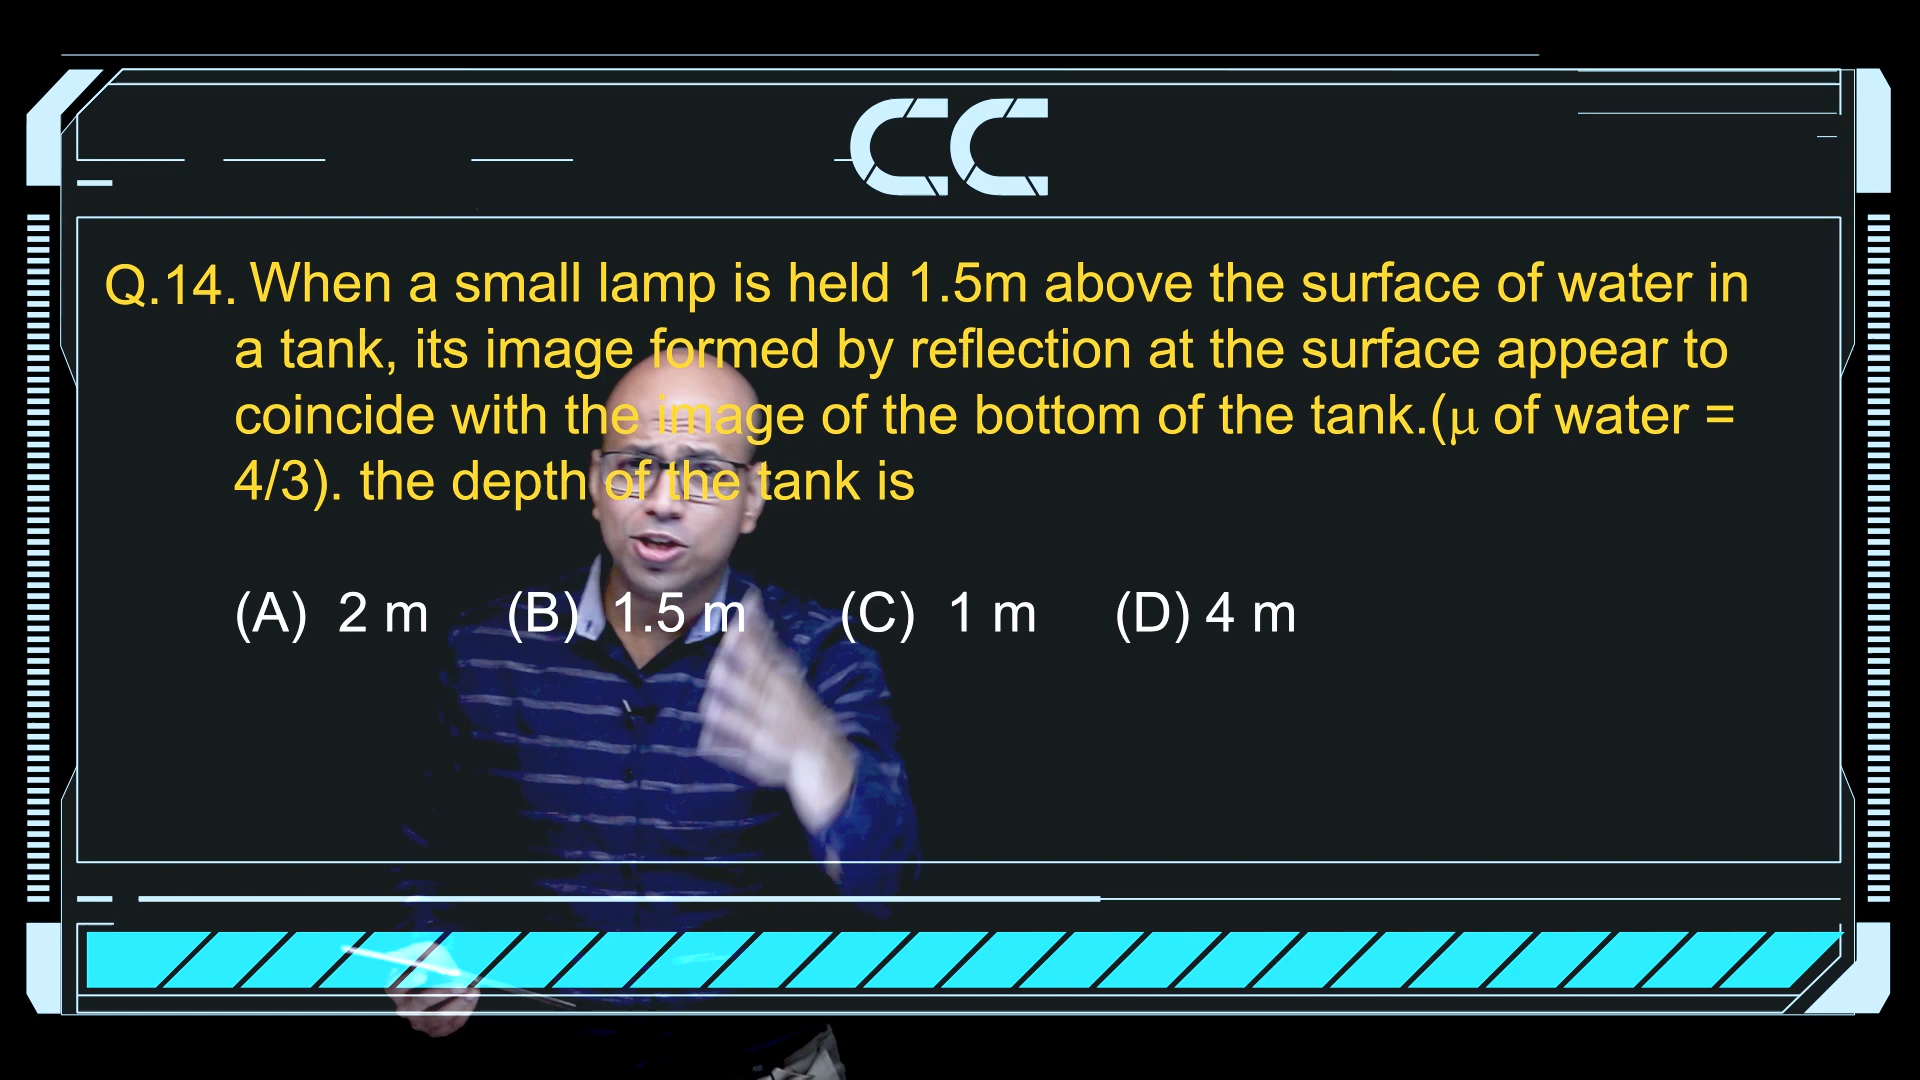 CC
Q.14. When a small lamp is held 1.5m above the surface of water in
a tank, its image formed by reflection at the surface appear to
coincide with the image of the bottom of the tank.(μ of water =
4/3). the depth of the tank is
(A) 2 m (B) 1.5 m (C) 1 m (D) 4 m